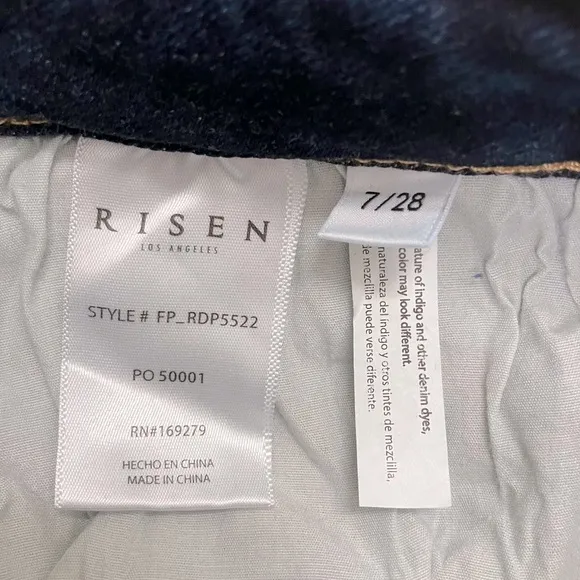 RISEN
LOS ANGELES
STYLE # FP_RDP5522
PO 50001
RN#169279
HECHO EN CHINA
MADE IN CHINA
7/28
ature of indigo and other denim dyes,
color may look different.
naturaleza del indigo y otros tintes de mezclilla,
de mezclilla puede verse diferente.